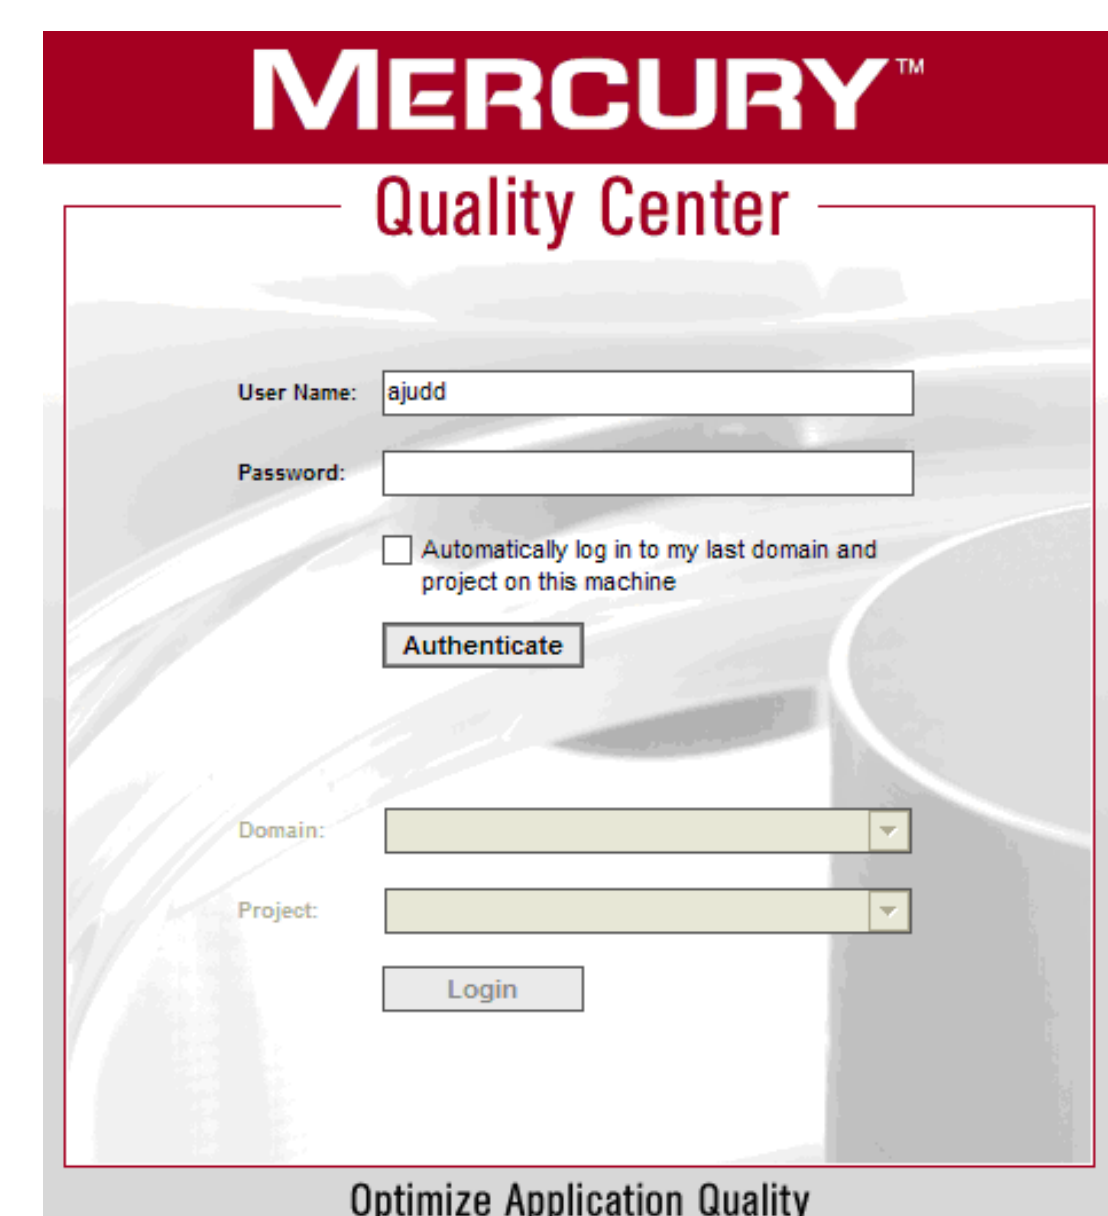 MERCURY™
Quality Center
User Name: ajudd
Password:
Automatically log in to my last domain and
project on this machine
Authenticate
Domain:
Project:
Login
Optimize Application Quality